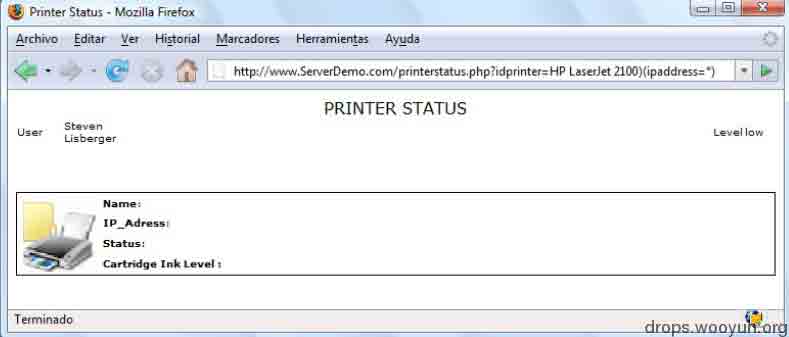 Printer Status - Mozilla Firefox
Archivo Editar Ver Historial Marcadores Herramientas Ayuda
http://www.ServerDemo.com/printerstatus.php?idprinter=HP LaserJet 2100)(ipaddress=*)
PRINTER STATUS
User Steven Lisberger Level low
Name:
IP_Adress:
Status:
Cartridge Ink Level :
Terminado
drops.wooyun.org